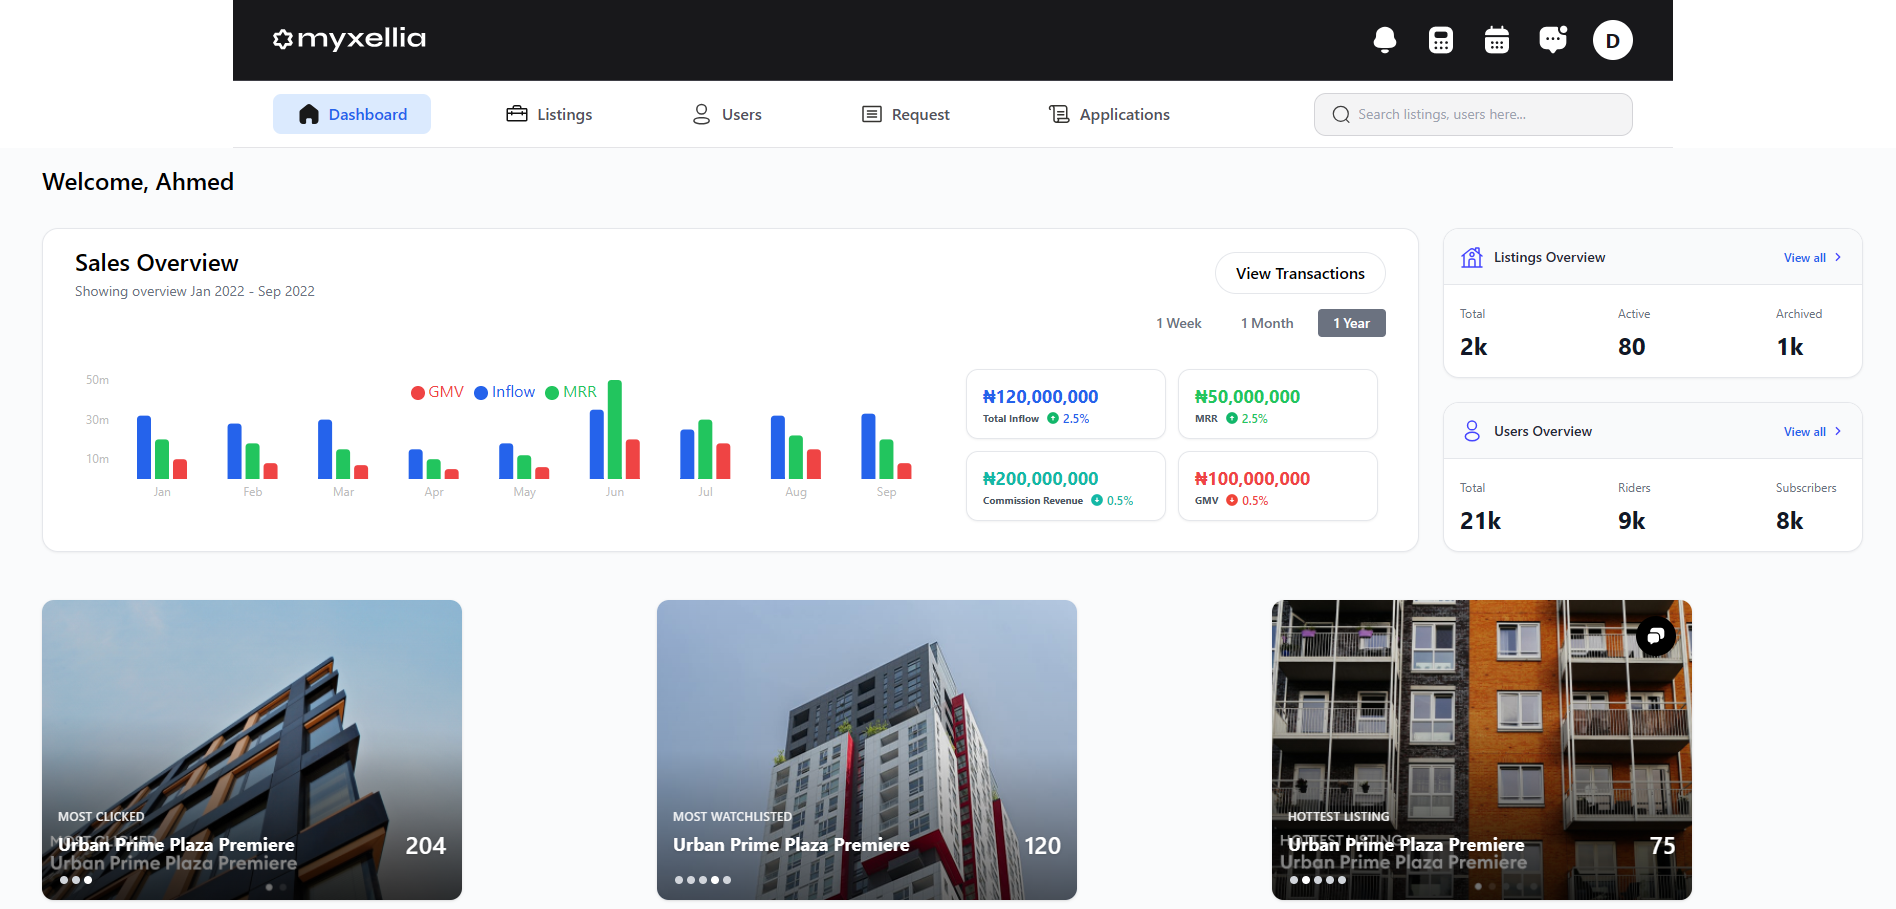 myxellia
D
Dashboard
Listings
Users
Request
Applications
Search listings, users here...
Welcome, Ahmed
Sales Overview
Showing overview Jan 2022 - Sep 2022
View Transactions
1 Week
1 Month
1 Year
50m
30m
10m
GMV
Inflow
MRR
Jan
Feb
Mar
Apr
May
Jun
Jul
Aug
Sep
₦120,000,000
Total Inflow
2.5%
₦50,000,000
MRR
2.5%
₦200,000,000
Commission Revenue
0.5%
₦100,000,000
GMV
0.5%
Listings Overview
View all
Total
Active
Archived
2k
80
1k
Users Overview
View all
Total
Riders
Subscribers
21k
9k
8k
MOST CLICKED
MOST CLICKED
Urban Prime Plaza Premiere
204
Urban Prime Plaza Premiere
MOST WATCHLISTED
Urban Prime Plaza Premiere
120
HOTTEST LISTING
HOTTEST LISTING
Urban Prime Plaza Premiere
75
Urban Prime Plaza Premiere